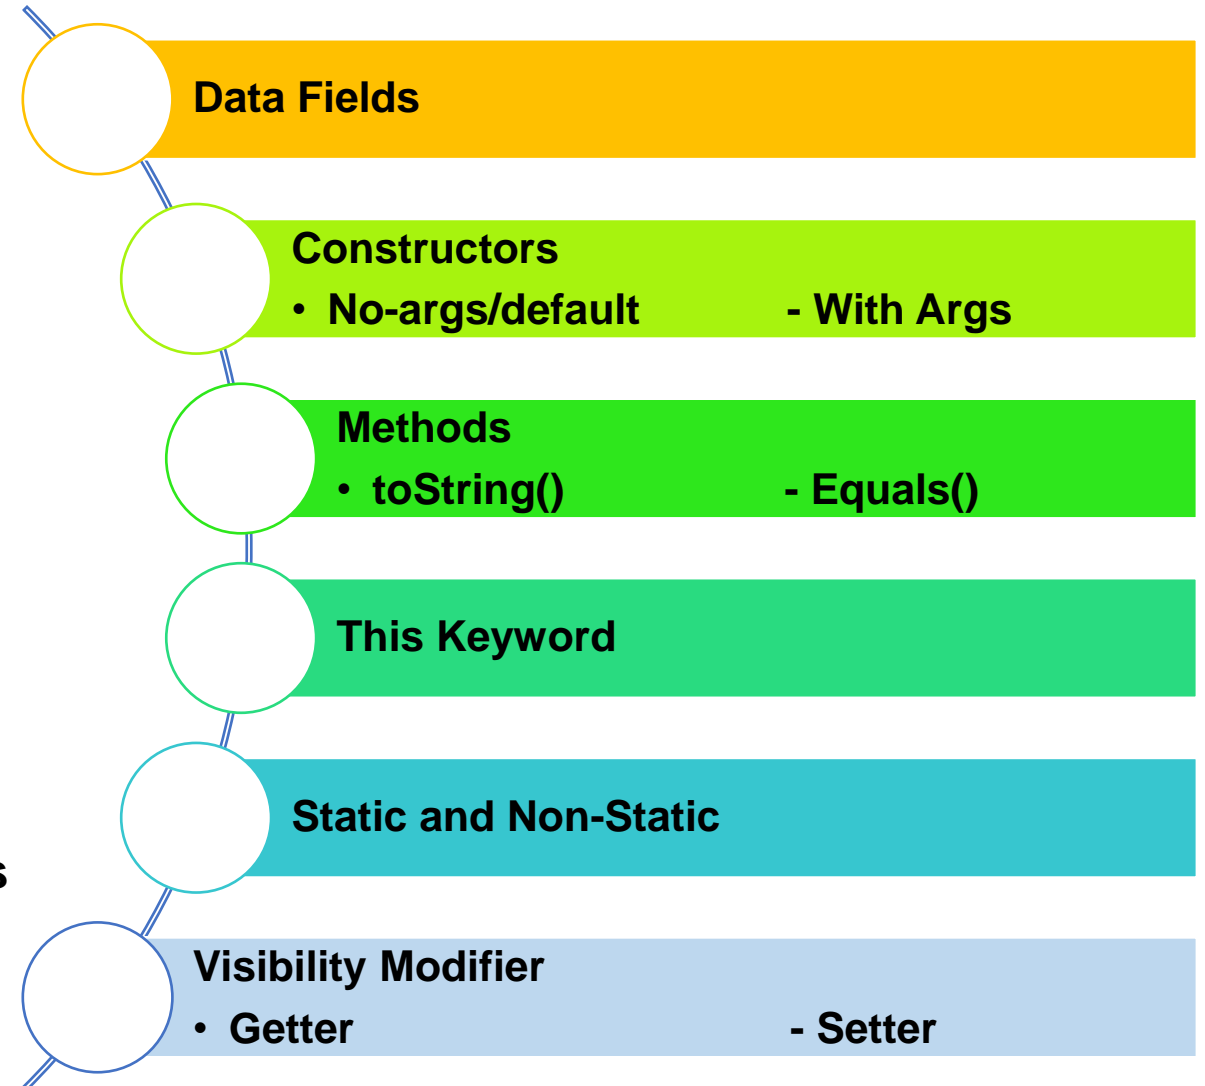 Data Fields
Constructors
• No-args/default - With Args
Methods
• toString() - Equals()
This Keyword
Static and Non-Static
s
Visibility Modifier
• Getter - Setter